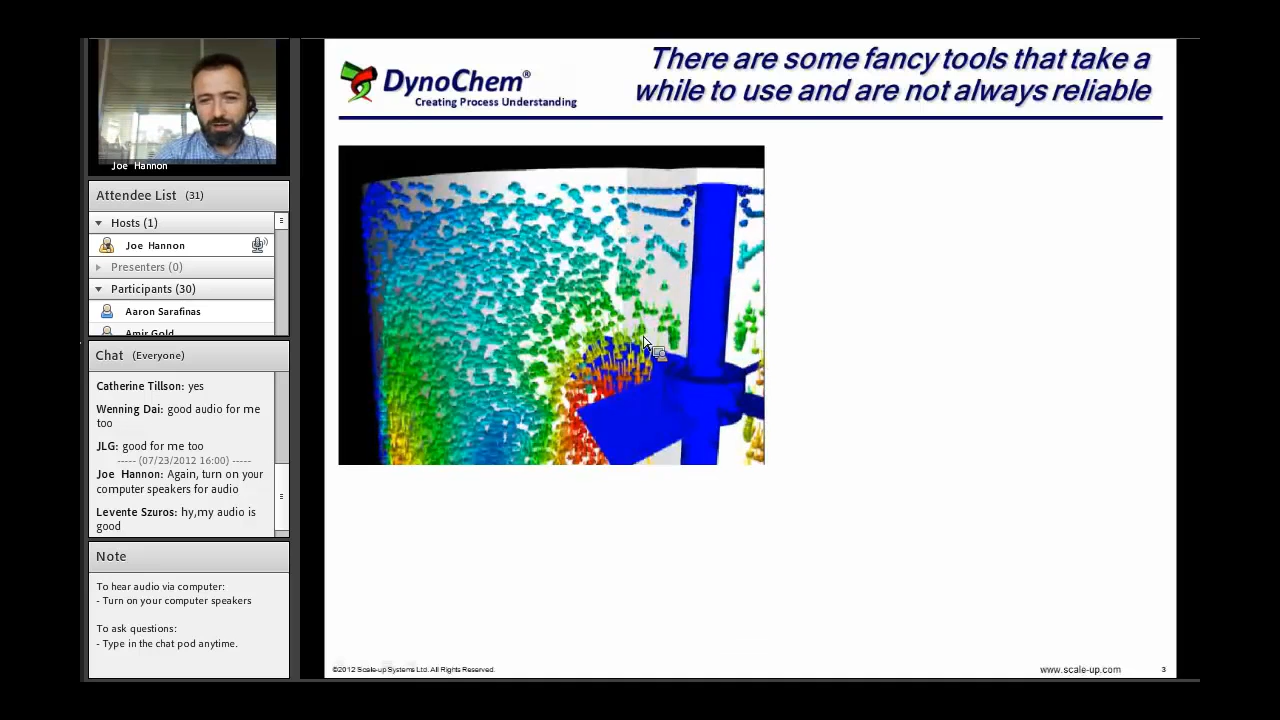 Joe Hannon
Attendee List (31)
Hosts (1)
Joe Hannon
Presenters (0)
Participants (30)
Aaron Sarafinas
Amir Gold
Chat (Everyone)
Catherine Tillson: yes
Wenning Dai: good audio for me
too
JLG: good for me too
----- (07/23/2012 16:00) -----
Joe Hannon: Again, turn on your
computer speakers for audio
Levente Szuros: hy,my audio is
good
Note
To hear audio via computer:
- Turn on your computer speakers
To ask questions:
- Type in the chat pod anytime.
DynoChem®
Creating Process Understanding
There are some fancy tools that take a
while to use and are not always reliable
©2012 Scale-up Systems Ltd. All Rights Reserved.
www.scale-up.com
3